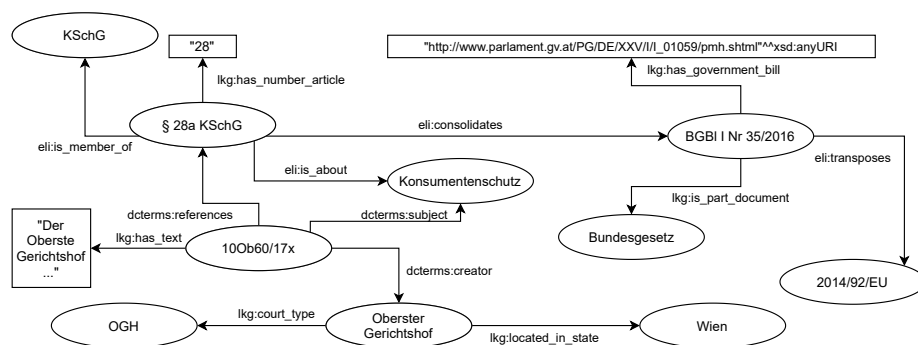 KSchG
"28"
"http://www.parlament.gv.at/PG/DE/XXV/I/I_01059/pmh.shtml"^^xsd:anyURI
lkg:has_number_article
lkg:has_government_bill
§ 28a KSchG
eli:consolidates
BGBl I Nr 35/2016
eli:is_member_of
eli:is_about
eli:transposes
Konsumentenschutz
lkg:is_part_document
dcterms:references
dcterms:subject
"Der
Oberste
Gerichtshof
..."
lkg:has_text
10Ob60/17x
Bundesgesetz
dcterms:creator
2014/92/EU
OGH
lkg:court_type
Oberster
Gerichtshof
lkg:located_in_state
Wien